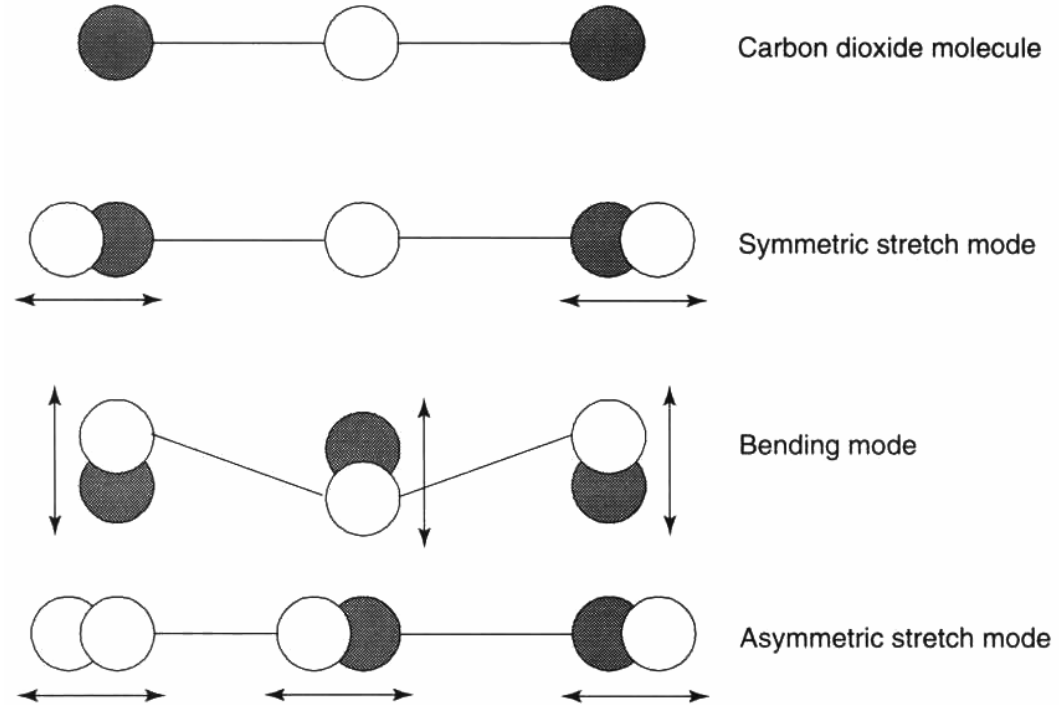 Carbon dioxide molecule
Symmetric stretch mode
Bending mode
Asymmetric stretch mode